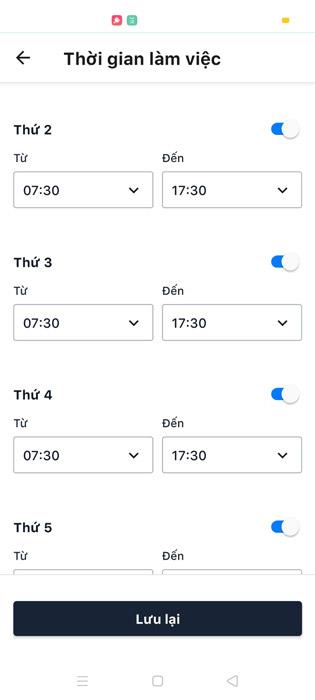 Thời gian làm việc
Thứ 2
Từ Đến
07:30 17:30
Thứ 3
Từ Đến
07:30 17:30
Thứ 4
Từ Đến
07:30 17:30
Thứ 5
Từ Đến
Lưu lại